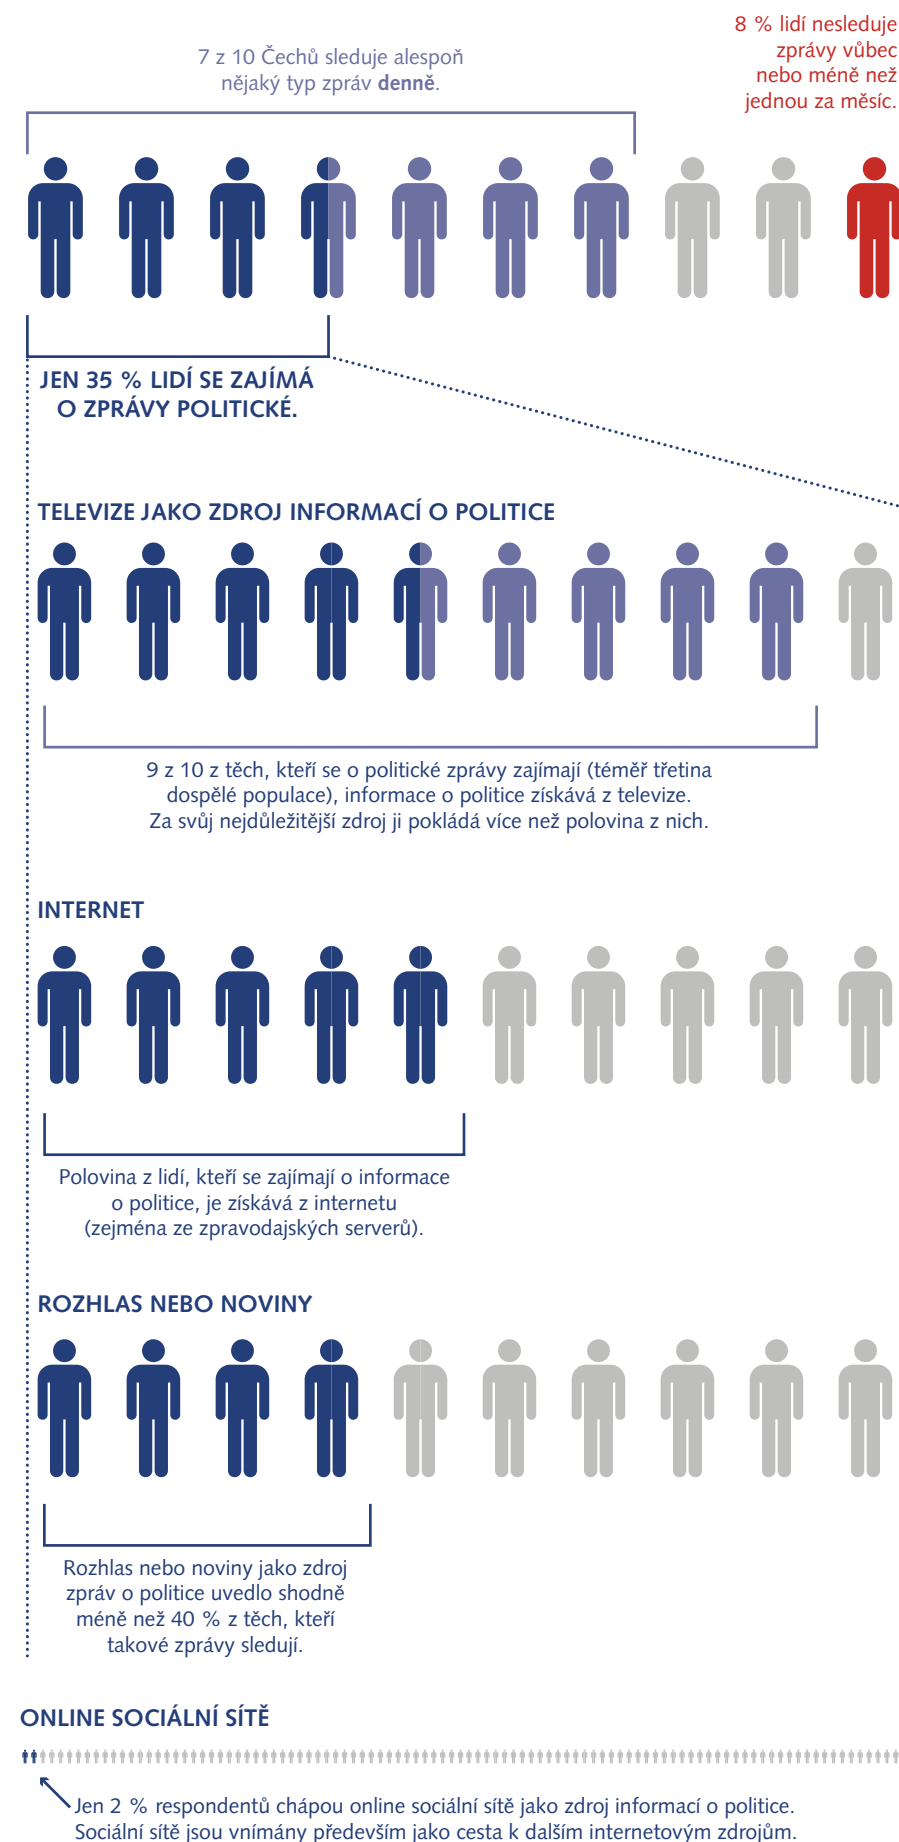 7 z 10 Čechů sleduje alespoň
nějaký typ zpráv denně.
8 % lidí nesleduje
zprávy vůbec
nebo méně než
jednou za měsíc.
JEN 35 % LIDÍ SE ZAJÍMÁ
O ZPRÁVY POLITICKÉ.
TELEVIZE JAKO ZDROJ INFORMACÍ O POLITICE
9 z 10 z těch, kteří se o politické zprávy zajímají (téměř třetina
dospělé populace), informace o politice získává z televize.
Za svůj nejdůležitější zdroj ji pokládá více než polovina z nich.
INTERNET
Polovina z lidí, kteří se zajímají o informace
o politice, je získává z internetu
(zejména ze zpravodajských serverů).
ROZHLAS NEBO NOVINY
Rozhlas nebo noviny jako zdroj
zpráv o politice uvedlo shodně
méně než 40 % z těch, kteří
takové zprávy sledují.
ONLINE SOCIÁLNÍ SÍTĚ
Jen 2 % respondentů chápou online sociální sítě jako zdroj informací o politice.
Sociální sítě jsou vnímány především jako cesta k dalším internetovým zdrojům.